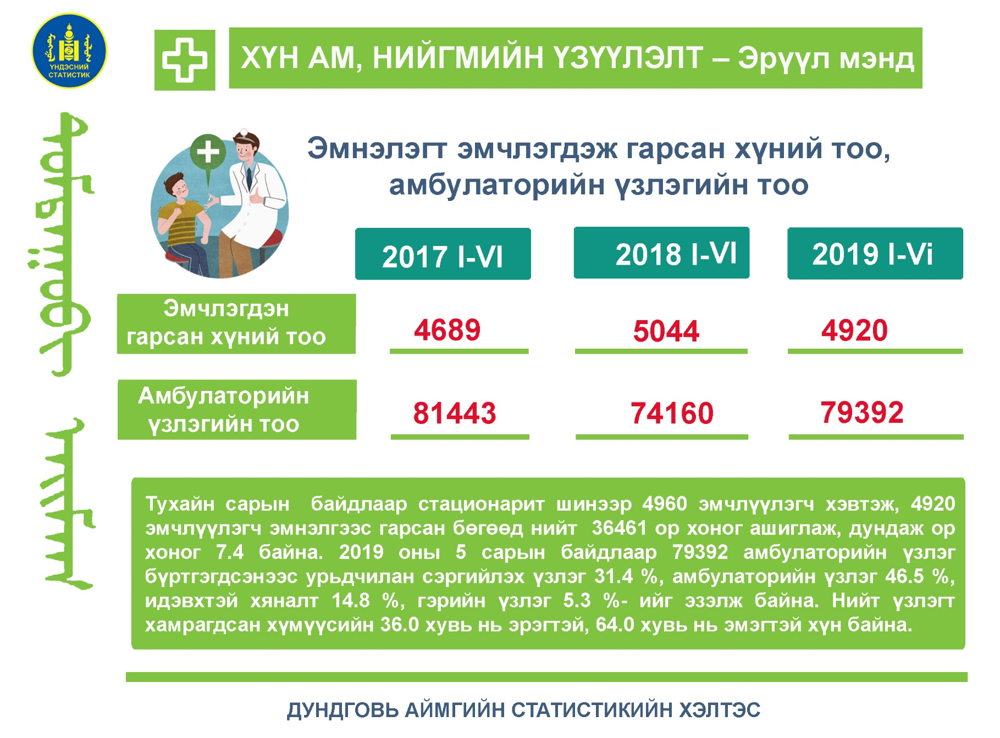 ҮНДЭСНИЙ
СТАТИСТИК
ХҮН АМ, НИЙГМИЙН ҮЗҮҮЛЭЛТ – Эрүүл мэнд
Эмнэлэгт эмчлэгдэж гарсан хүний тоо,
амбулаторийн үзлэгийн тоо
2017 I-VI
2018 I-VI
2019 I-Vi
Эмчлэгдэн
гарсан хүний тоо
4689
5044
4920
Амбулаторийн
үзлэгийн тоо
81443
74160
79392
Тухайн сарын байдлаар стационарит шинээр 4960 эмчлүүлэгч хэвтэж, 4920
эмчлүүлэгч эмнэлгээс гарсан бөгөөд нийт 36461 ор хоног ашиглаж, дундаж ор
хоног 7.4 байна. 2019 оны 5 сарын байдлаар 79392 амбулаторийн үзлэг
бүртгэгдсэнээс урьдчилан сэргийлэх үзлэг 31.4 %, амбулаторийн үзлэг 46.5 %,
идэвхтэй хяналт 14.8 %, гэрийн үзлэг 5.3 %- ийг эзэлж байна. Нийт үзлэгт
хамрагдсан хүмүүсийн 36.0 хувь нь эрэгтэй, 64.0 хувь нь эмэгтэй хүн байна.
ДУНДГОВЬ АЙМГИЙН СТАТИСТИКИЙН ХЭЛТЭС